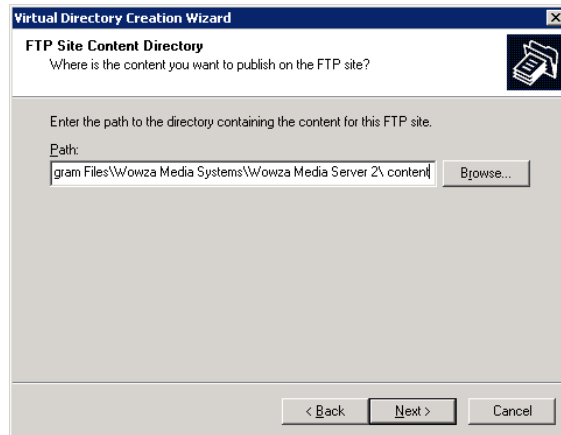 Virtual Directory Creation Wizard
FTP Site Content Directory
Where is the content you want to publish on the FTP site?
Enter the path to the directory containing the content for this FTP site.
Path:
gram Files\Wowza Media Systems\Wowza Media Server 2\ content
Browse...
< Back Next > Cancel